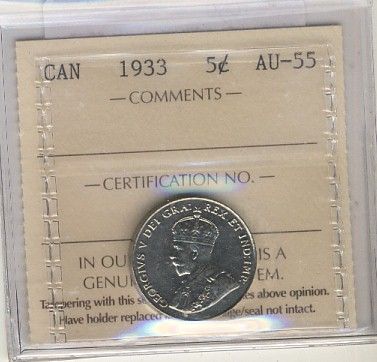 CAN 1933 5¢ AU-55
— COMMENTS —
— CERTIFICATION NO. —
GEORGIVS V DEI GRA: REX ET IND: IMP:
IN OU IS A
GENU EM.
Tampering with this se es above opinion.
Have holder replaced ge/seal not intact.